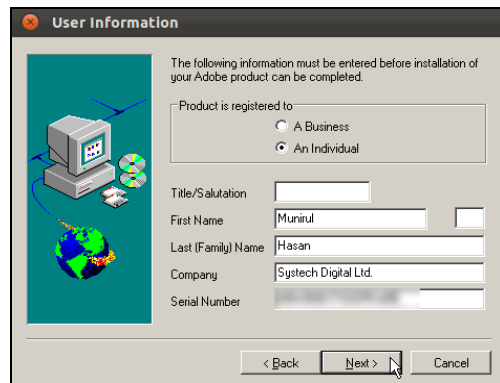 User Information
The following information must be entered before installation of
your Adobe product can be completed.
Product is registered to
A Business
An Individual
Title/Salutation
First Name Munirul
Last (Family) Name Hasan
Company Systech Digital Ltd.
Serial Number
< Back Next > Cancel